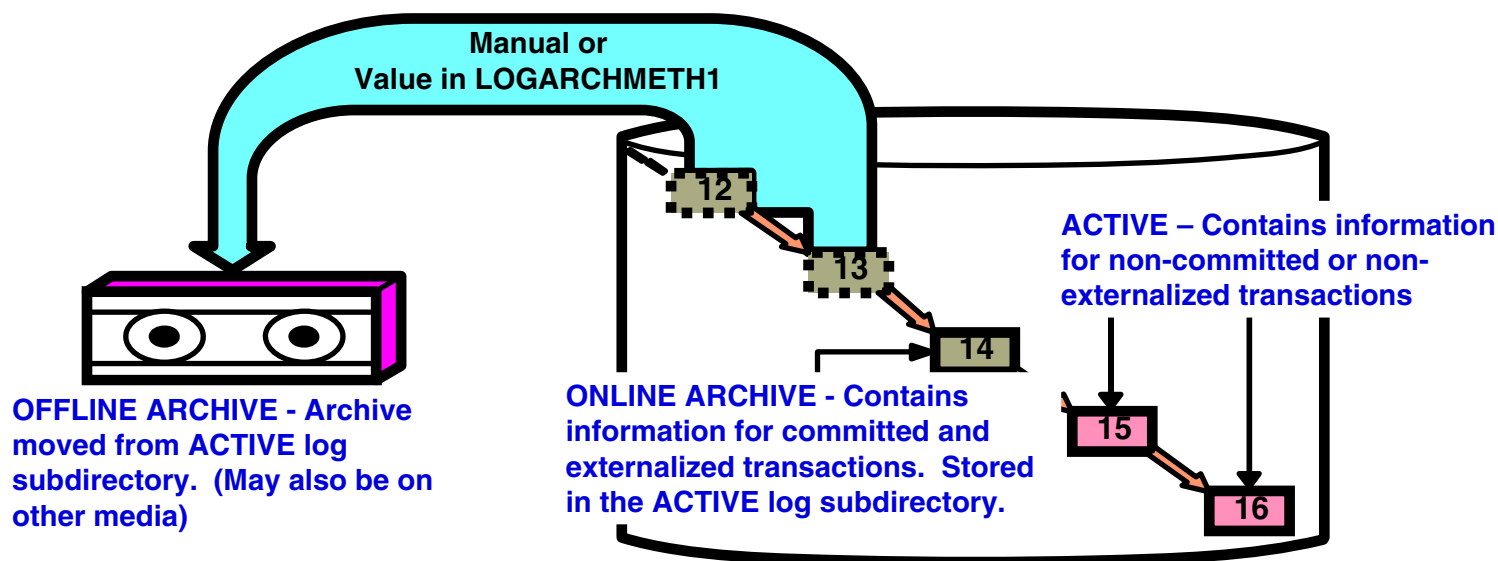 Manual or
Value in LOGARCHMETH1
12
13
14
15
16
ACTIVE – Contains information
for non-committed or non-
externalized transactions
ONLINE ARCHIVE - Contains
information for committed and
externalized transactions.  Stored
in the ACTIVE log subdirectory.
OFFLINE ARCHIVE - Archive
moved from ACTIVE log
subdirectory.  (May also be on
other media)